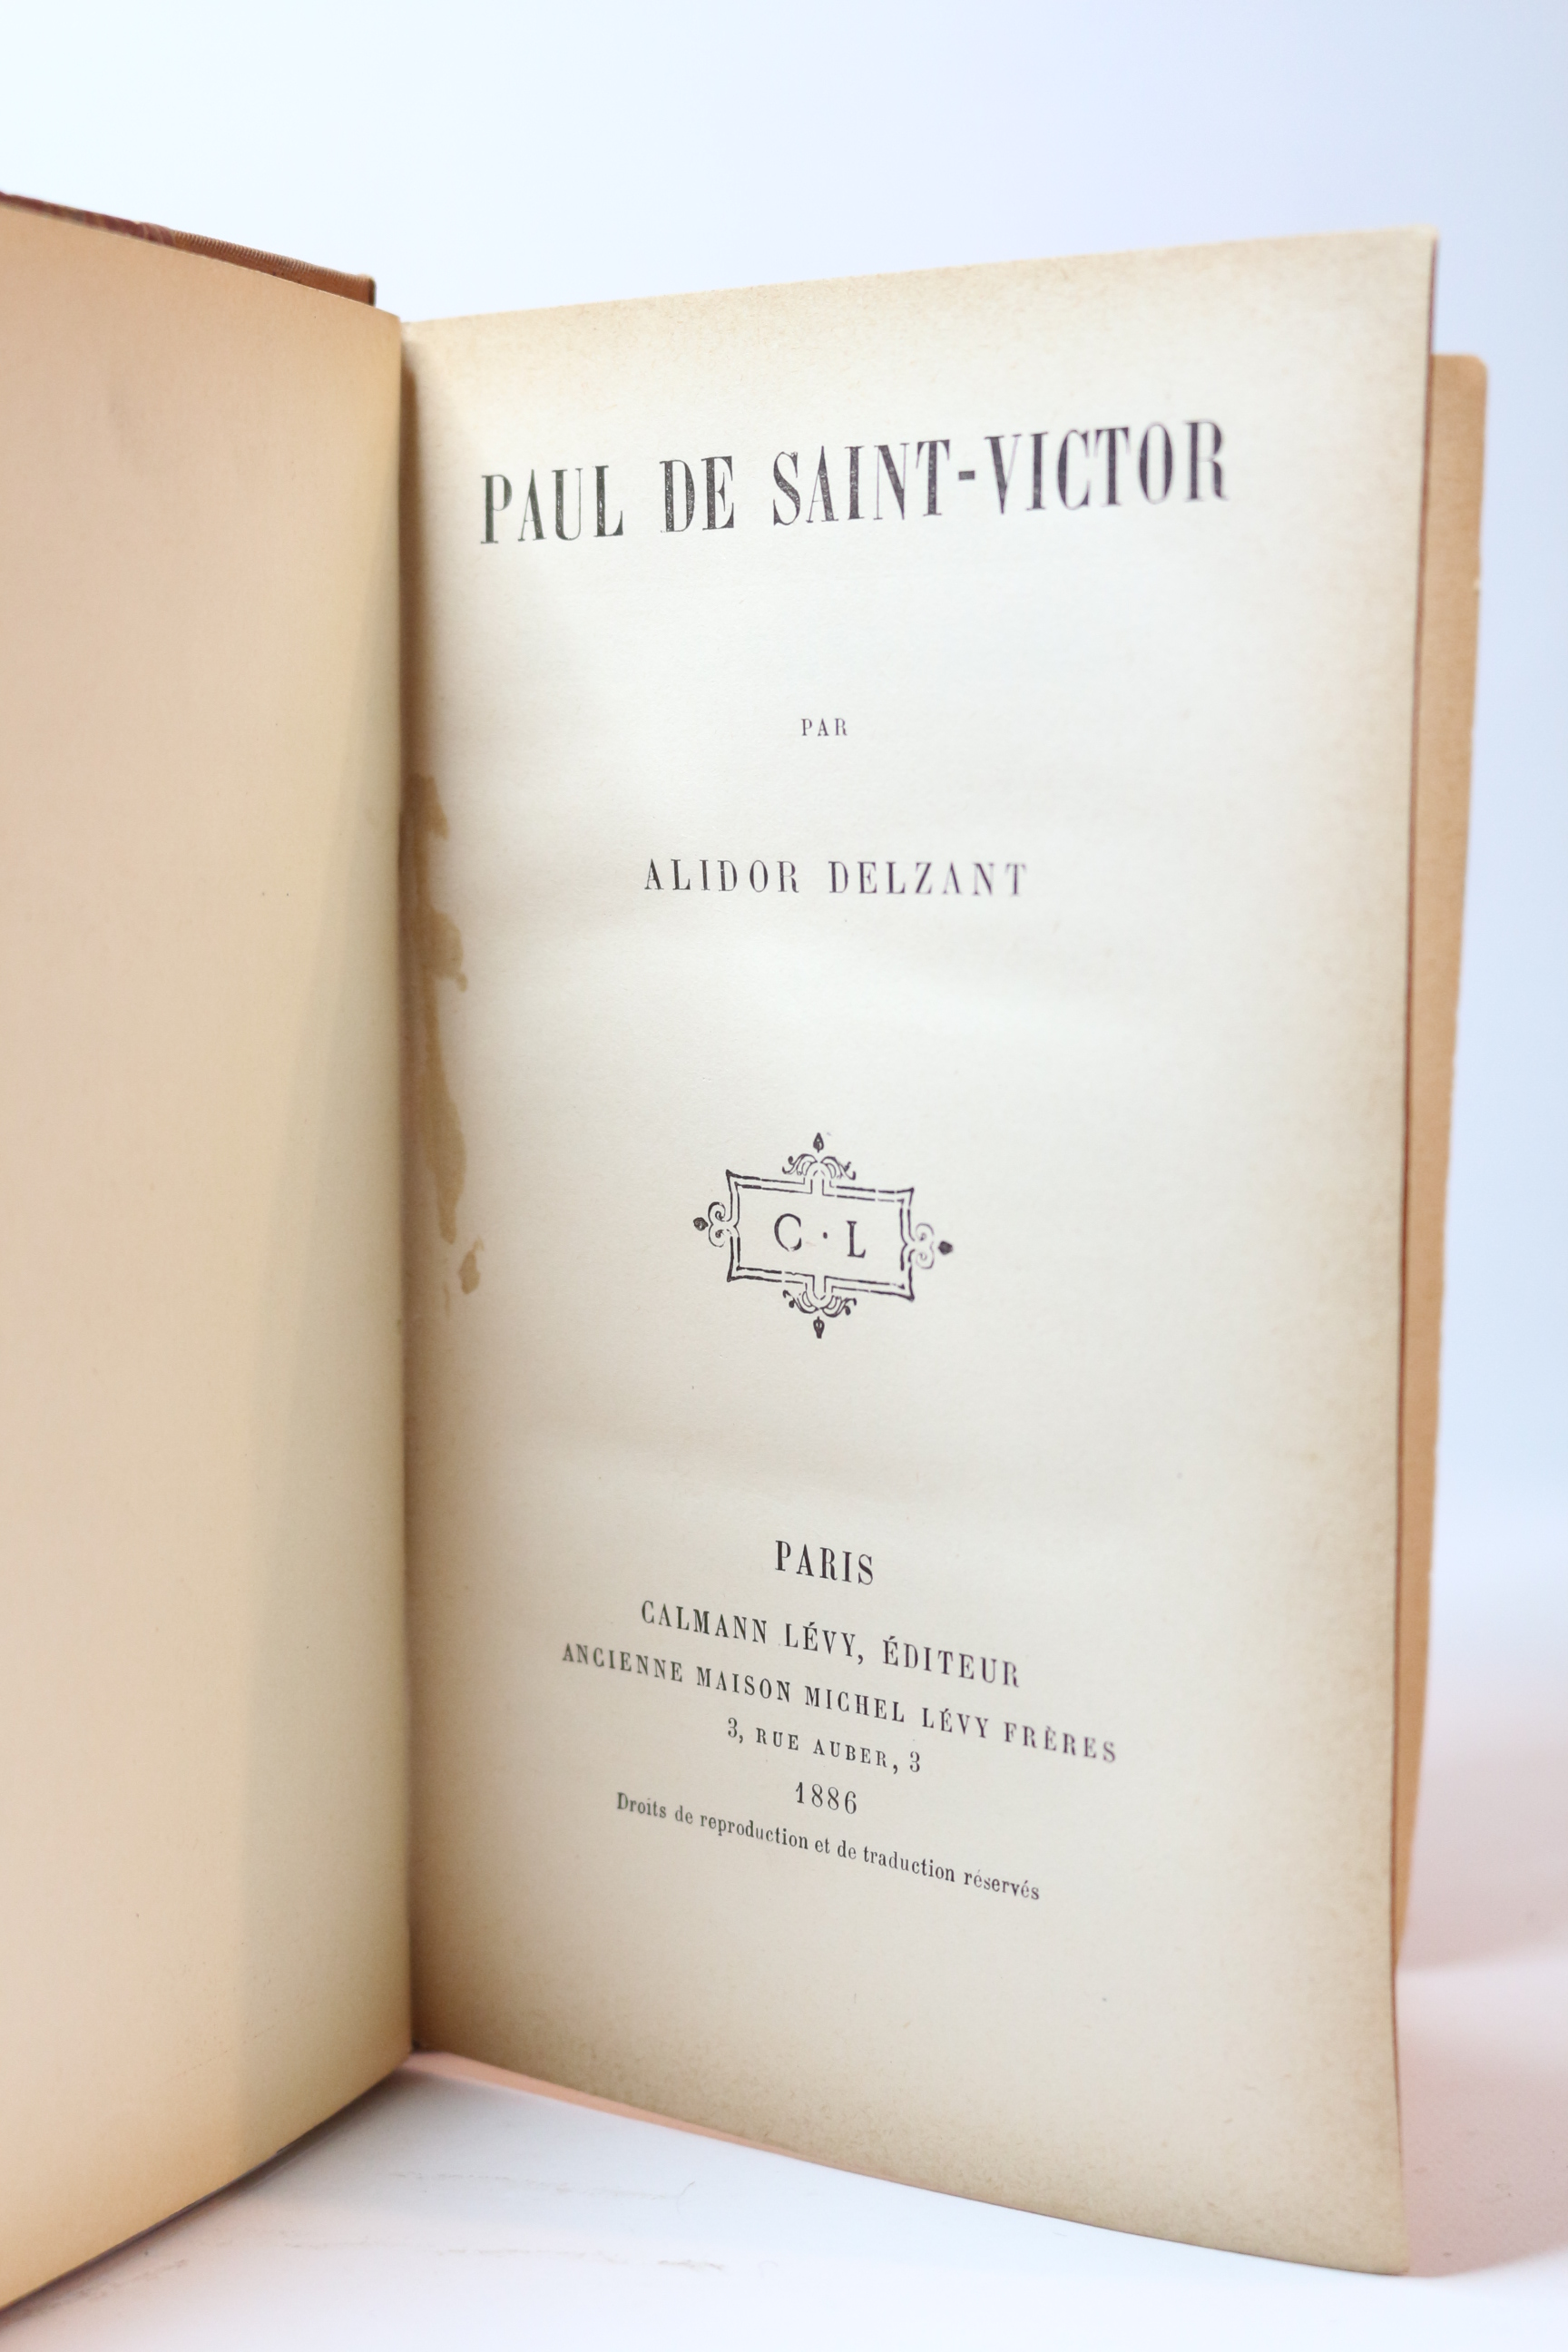 PAUL DE SAINT-VICTOR
PAR
ALIDOR DELZANT
C · L
PARIS
CALMANN LÉVY, ÉDITEUR
ANCIENNE MAISON MICHEL LÉVY FRÈRES
3, RUE AUBER, 3
1886
Droits de reproduction et de traduction réservés